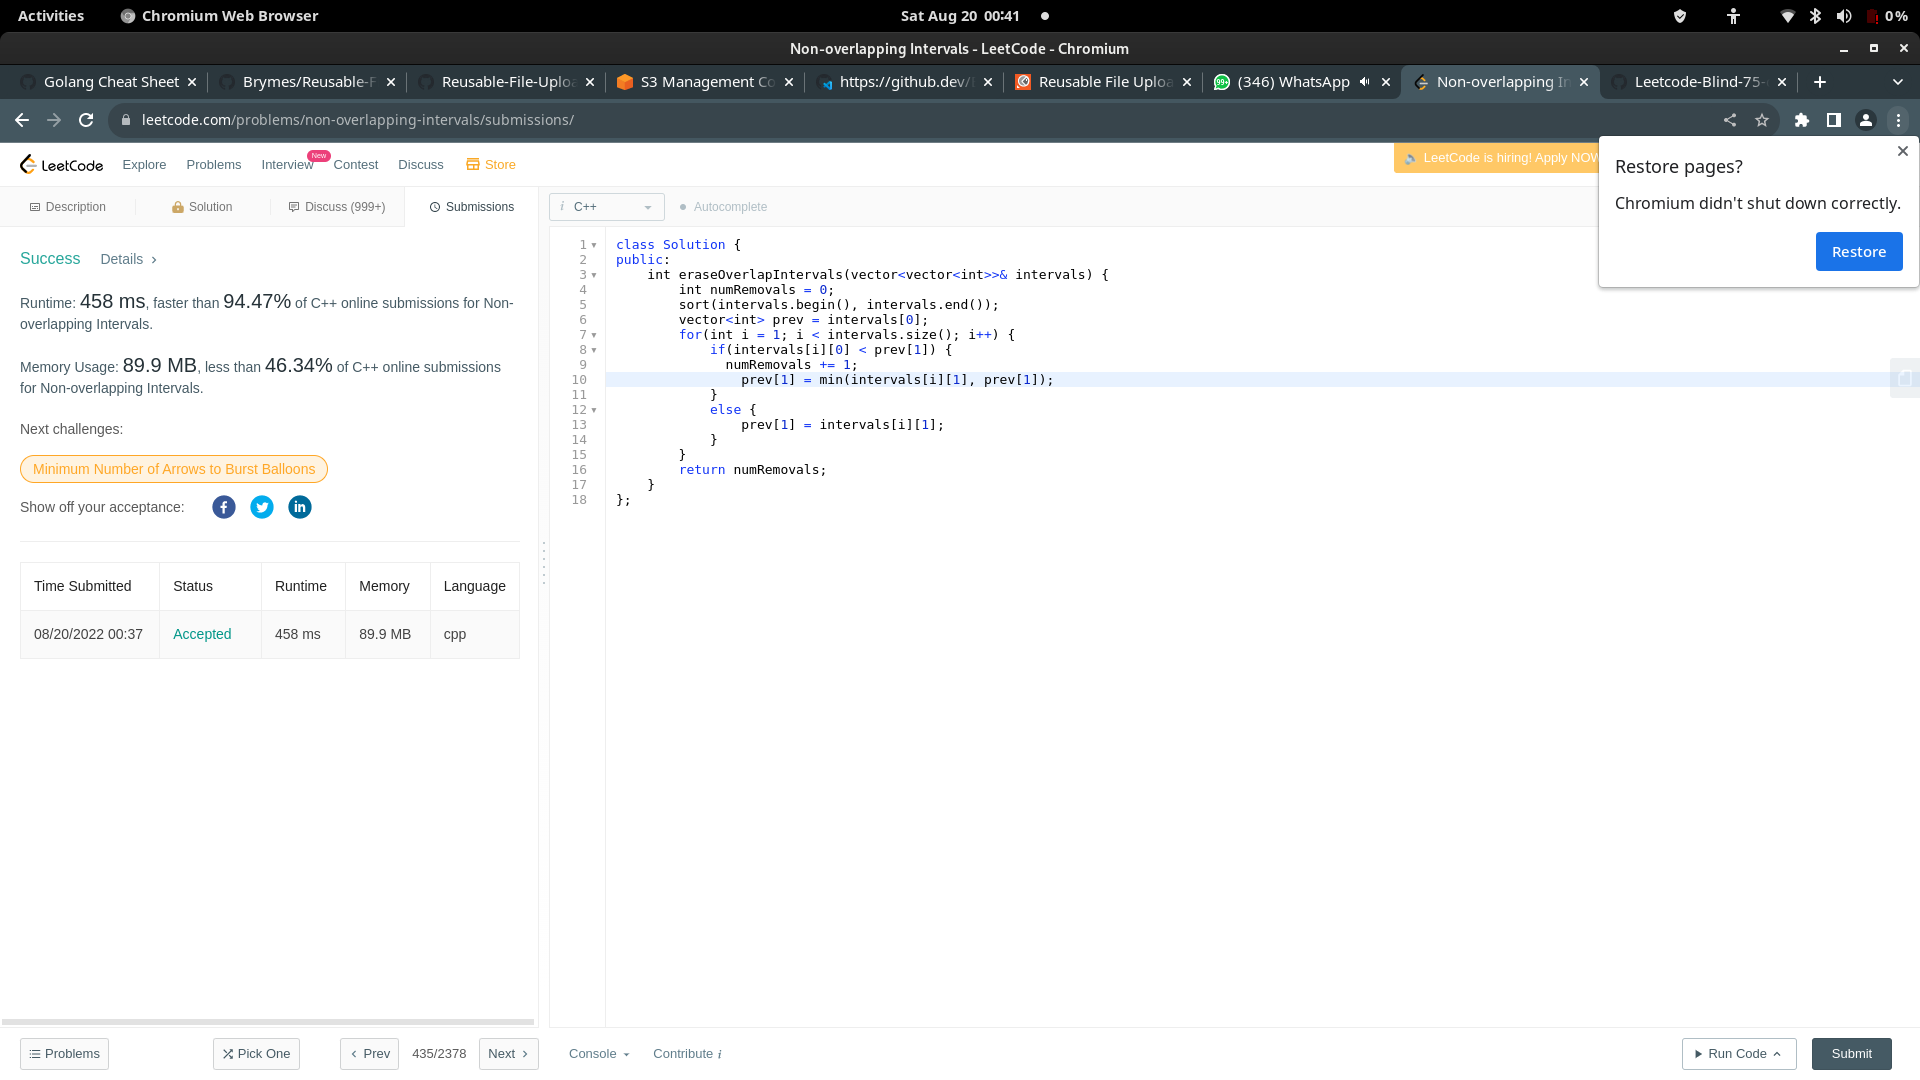 Activities
Chromium Web Browser
Sat Aug 20 00:41
0%
Non-overlapping Intervals - LeetCode - Chromium
Golang Cheat Sheet
Brymes/Reusable-F
Reusable-File-Uploa
S3 Management Co
https://github.dev/
Reusable File Uploa
(346) WhatsApp
Non-overlapping In
Leetcode-Blind-75-
leetcode.com/problems/non-overlapping-intervals/submissions/
LeetCode
Explore
Problems
Interview
New
Contest
Discuss
Store
LeetCode is hiring! Apply NOW
Restore pages?
Chromium didn't shut down correctly.
Restore
Description
Solution
Discuss (999+)
Submissions
i C++
Autocomplete
Success
Details
Runtime: 458 ms, faster than 94.47% of C++ online submissions for Non-
overlapping Intervals.
Memory Usage: 89.9 MB, less than 46.34% of C++ online submissions
for Non-overlapping Intervals.
Next challenges:
Minimum Number of Arrows to Burst Balloons
Show off your acceptance:
Time Submitted Status Runtime Memory Language
08/20/2022 00:37 Accepted 458 ms 89.9 MB cpp
1 class Solution {
2 public:
3     int eraseOverlapIntervals(vector<vector<int>>& intervals) {
4         int numRemovals = 0;
5         sort(intervals.begin(), intervals.end());
6         vector<int> prev = intervals[0];
7         for(int i = 1; i < intervals.size(); i++) {
8             if(intervals[i][0] < prev[1]) {
9               numRemovals += 1;
10                 prev[1] = min(intervals[i][1], prev[1]);
11             }
12             else {
13                 prev[1] = intervals[i][1];
14             }
15         }
16         return numRemovals;
17     }
18 };
Problems
Pick One
Prev
435/2378
Next
Console
Contribute i
Run Code
Submit